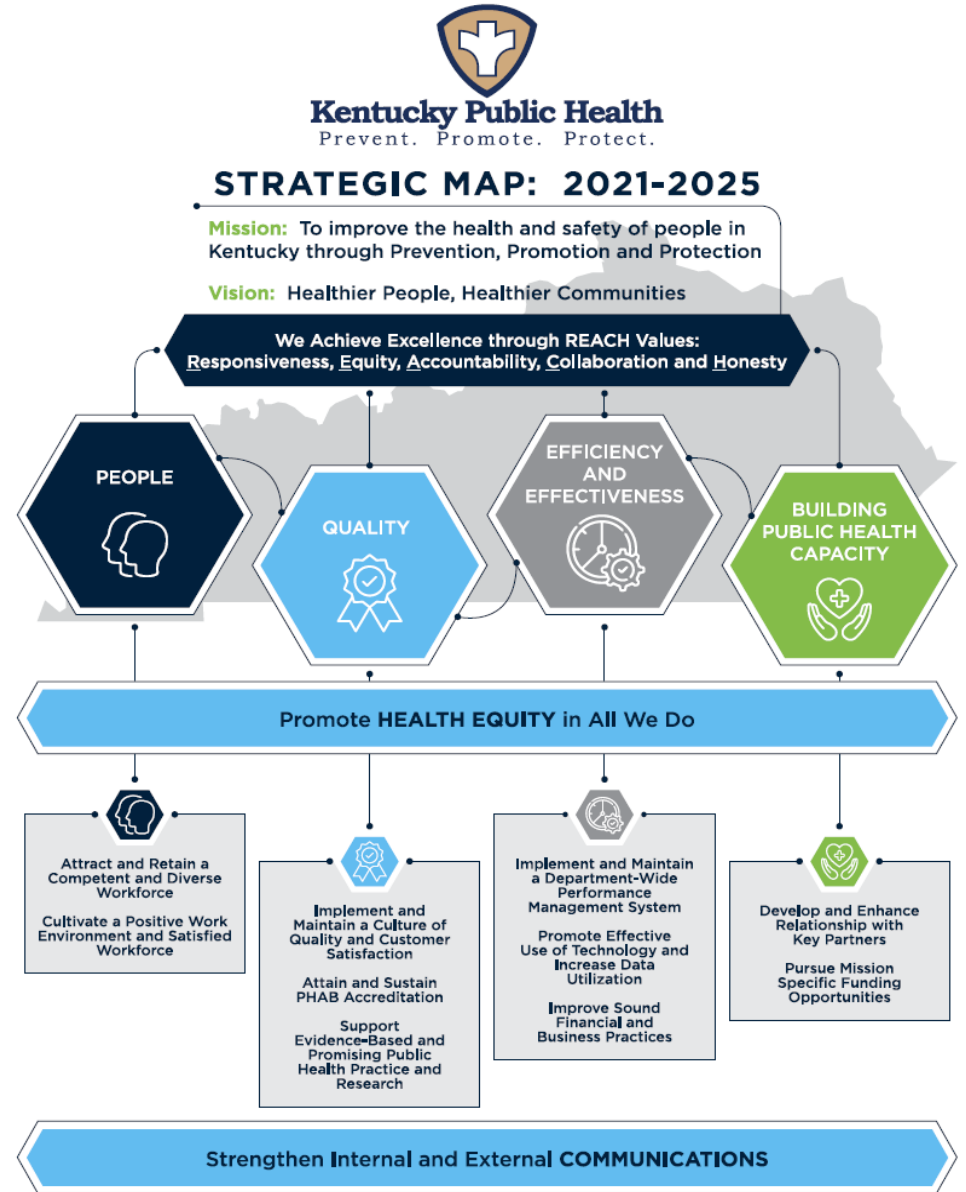 Kentucky Public Health
Prevent. Promote. Protect.
STRATEGIC MAP: 2021-2025
Mission: To improve the health and safety of people in
Kentucky through Prevention, Promotion and Protection
Vision: Healthier People, Healthier Communities
We Achieve Excellence through REACH Values:
Responsiveness, Equity, Accountability, Collaboration and Honesty
PEOPLE
QUALITY
EFFICIENCY
AND
EFFECTIVENESS
BUILDING
PUBLIC HEALTH
CAPACITY
Promote HEALTH EQUITY in All We Do
Attract and Retain a
Competent and Diverse
Workforce
Cultivate a Positive Work
Environment and Satisfied
Workforce
Implement and
Maintain a Culture of
Quality and Customer
Satisfaction
Attain and Sustain
PHAB Accreditation
Support
Evidence-Based and
Promising Public
Health Practice and
Research
Implement and Maintain
a Department-Wide
Performance
Management System
Promote Effective
Use of Technology and
Increase Data
Utilization
Improve Sound
Financial and
Business Practices
Develop and Enhance
Relationship with
Key Partners
Pursue Mission
Specific Funding
Opportunities
Strengthen Internal and External COMMUNICATIONS